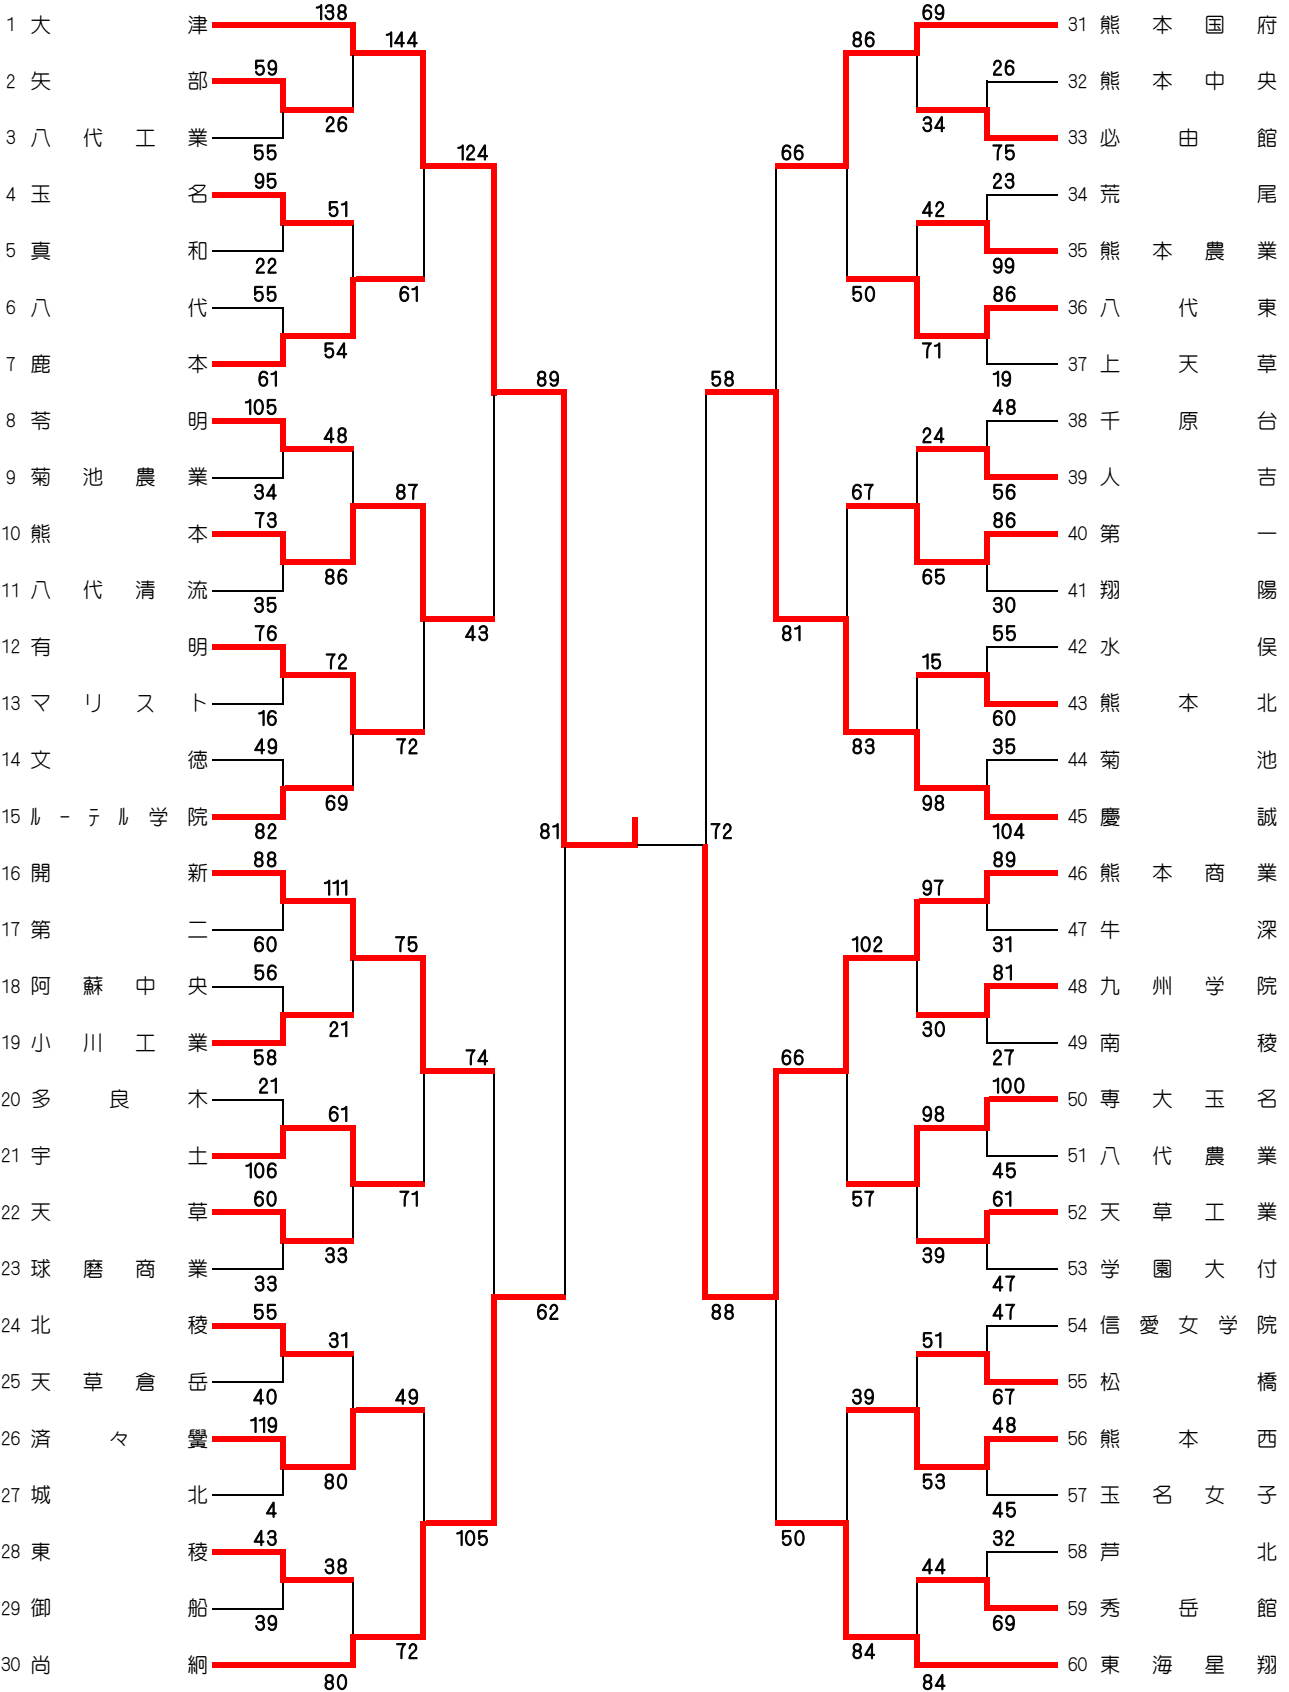 138
69
1 大津
144
86
31 熊本国府
59
26
2 矢部
32 熊本中央
26
34
3 八代工業
33 必由館
55
124
66
75
95
23
4 玉名
34 荒尾
51
42
5 真和
35 熊本農業
22
99
55
61
50
86
6 八代
36 八代東
54
71
7 鹿本
37 上天草
61
89
58
19
105
48
8 苓明
38 千原台
48
24
9 菊池農業
39 人吉
34
87
67
56
73
86
10 熊本
40 第一
86
65
11 八代清流
41 翔陽
35
30
76
43
81
55
12 有明
42 水俣
72
15
13 マリスト
43 熊本北
16
60
49
72
83
35
14 文徳
44 菊池
69
98
15 ルーテル学院
45 慶誠
82
81
72
104
88
89
16 開新
46 熊本商業
111
97
17 第二
47 牛深
60
75
102
31
56
81
18 阿蘇中央
48 九州学院
21
30
19 小川工業
49 南稜
58
74
66
27
21
100
20 多良木
50 専大玉名
61
98
21 宇土
51 八代農業
106
45
60
71
57
61
22 天草
52 天草工業
33
39
23 球磨商業
53 学園大付
33
47
55
62
88
47
24 北稜
54 信愛女学院
31
51
25 天草倉岳
55 松橋
40
49
39
67
119
48
26 済々黌
56 熊本西
80
53
27 城北
57 玉名女子
4
45
43
105
50
32
28 東稜
58 芦北
38
44
29 御船
59 秀岳館
39
69
72
84
30 尚絅
60 東海星翔
80
84